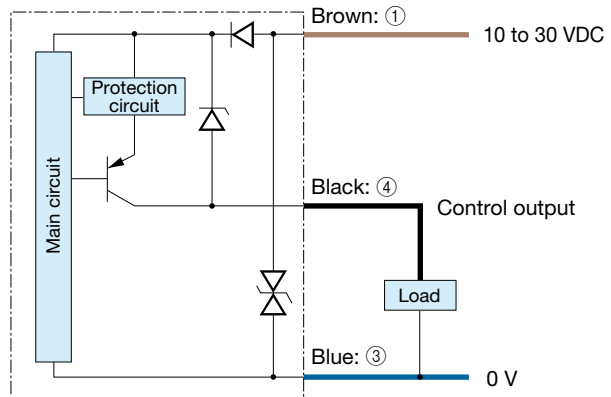 Brown: ①
10 to 30 VDC
Protection
circuit
Main circuit
Black: ④
Control output
Load
Blue: ③
0 V